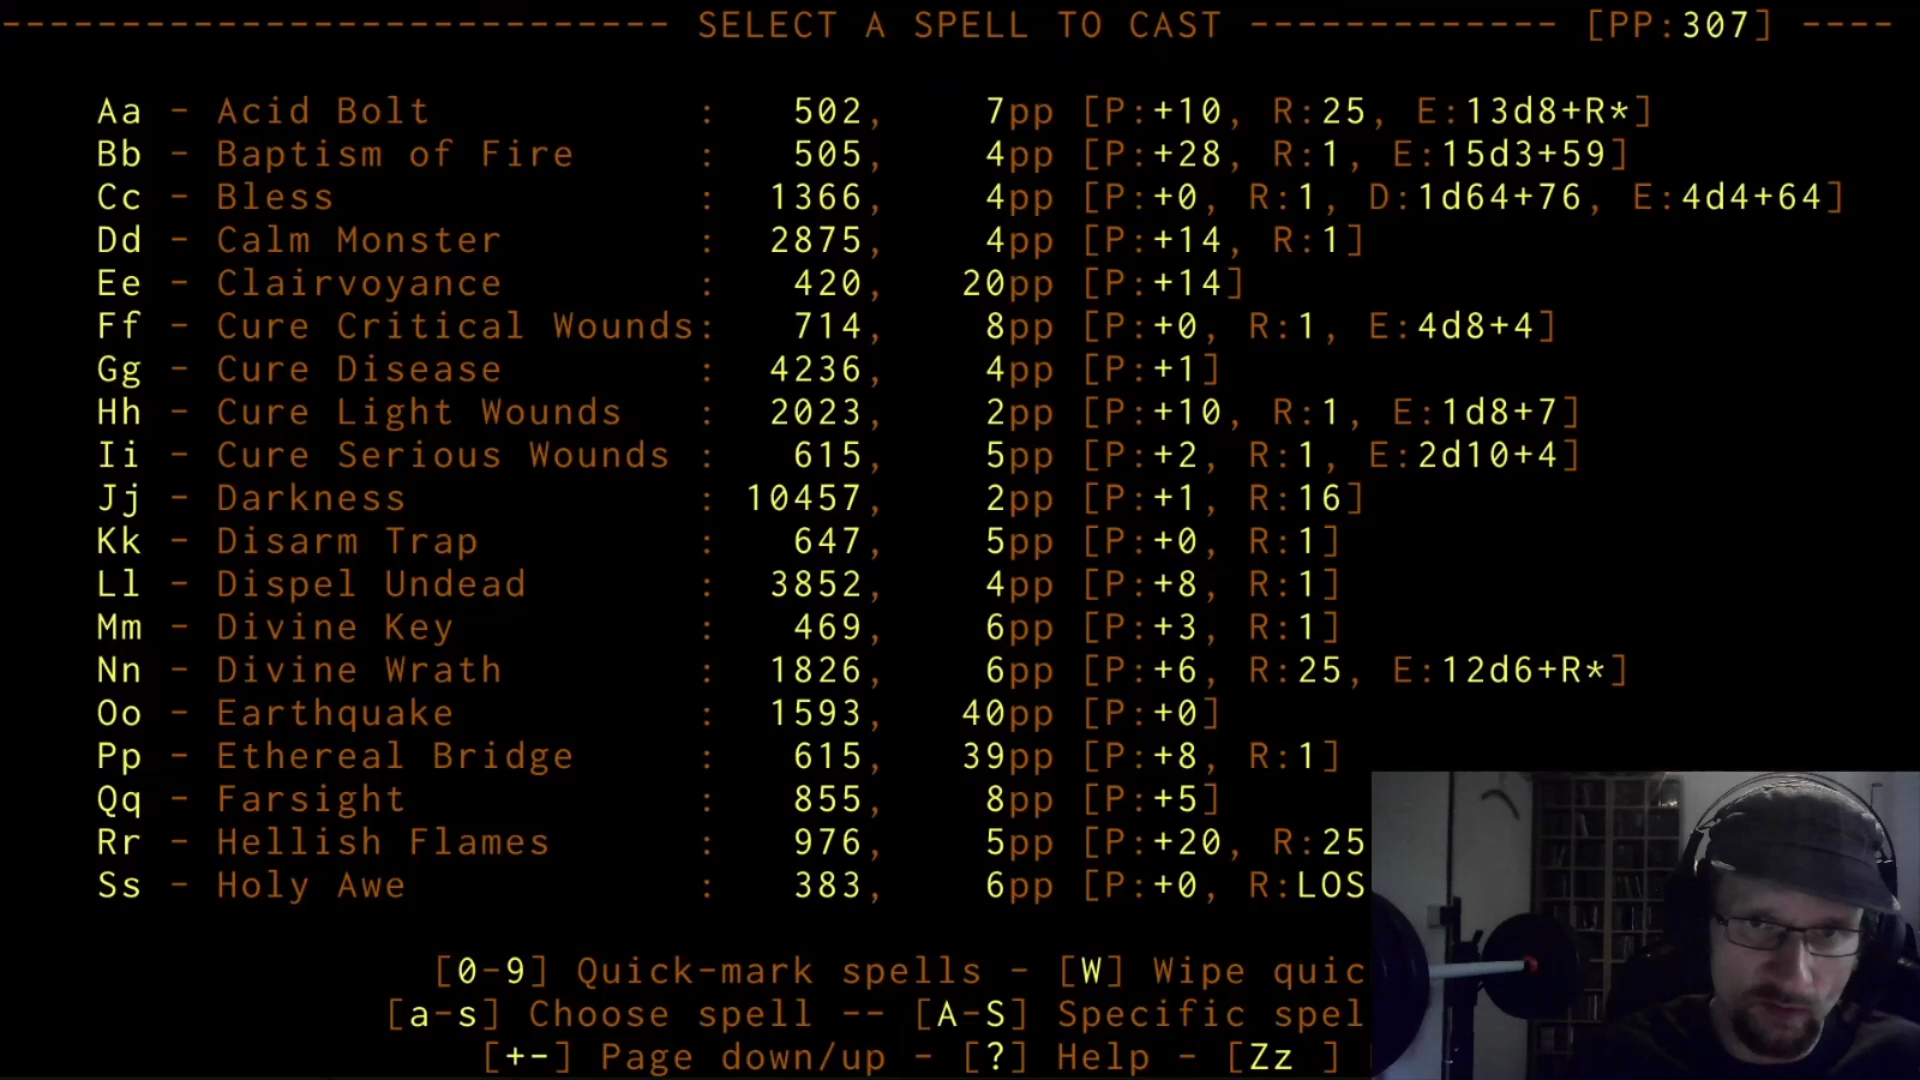 ---------------------------- SELECT A SPELL TO CAST ------------- [PP:307] ----
Aa - Acid Bolt : 502, 7pp [P:+10, R:25, E:13d8+R*]
Bb - Baptism of Fire : 505, 4pp [P:+28, R:1, E:15d3+59]
Cc - Bless : 1366, 4pp [P:+0, R:1, D:1d64+76, E:4d4+64]
Dd - Calm Monster : 2875, 4pp [P:+14, R:1]
Ee - Clairvoyance : 420, 20pp [P:+14]
Ff - Cure Critical Wounds: 714, 8pp [P:+0, R:1, E:4d8+4]
Gg - Cure Disease : 4236, 4pp [P:+1]
Hh - Cure Light Wounds : 2023, 2pp [P:+10, R:1, E:1d8+7]
Ii - Cure Serious Wounds : 615, 5pp [P:+2, R:1, E:2d10+4]
Jj - Darkness : 10457, 2pp [P:+1, R:16]
Kk - Disarm Trap : 647, 5pp [P:+0, R:1]
Ll - Dispel Undead : 3852, 4pp [P:+8, R:1]
Mm - Divine Key : 469, 6pp [P:+3, R:1]
Nn - Divine Wrath : 1826, 6pp [P:+6, R:25, E:12d6+R*]
Oo - Earthquake : 1593, 40pp [P:+0]
Pp - Ethereal Bridge : 615, 39pp [P:+8, R:1]
Qq - Farsight : 855, 8pp [P:+5]
Rr - Hellish Flames : 976, 5pp [P:+20, R:25
Ss - Holy Awe : 383, 6pp [P:+0, R:LOS
[0-9] Quick-mark spells - [W] Wipe quic
[a-s] Choose spell -- [A-S] Specific spel
[+-] Page down/up - [?] Help - [Zz ]